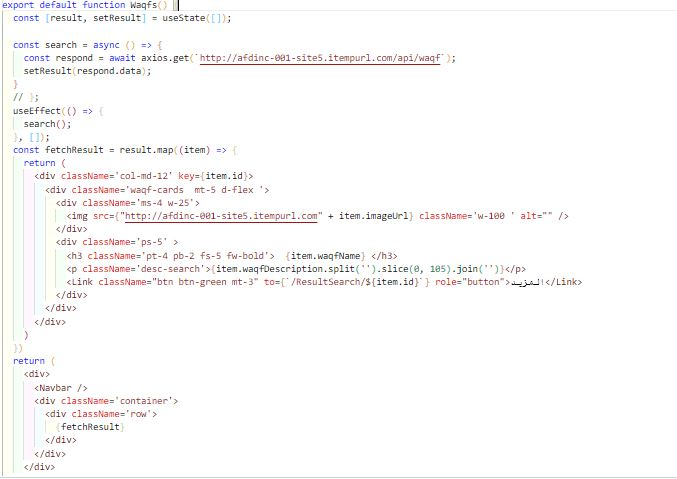 export default function Waqfs() {
const [result, setResult] = useState([]);
const search = async () => {
const respond = await axios.get(`http://afdinc-001-site5.itempurl.com/api/waqf`);
setResult(respond.data);
}
// };
useEffect(() => {
search();
}, []);
const fetchResult = result.map((item) => {
return (
<div className='col-md-12' key={item.id}>
<div className='waqf-cards  mt-5 d-flex '>
<div className='ms-4 w-25'>
<img src={"http://afdinc-001-site5.itempurl.com" + item.imageUrl} className='w-100 ' alt="" />
</div>
<div className='ps-5' >
<h3 className='pt-4 pb-2 fs-5 fw-bold'>  {item.waqfName} </h3>
<p className='desc-search'>{item.waqfDescription.split('').slice(0, 105).join('')}</p>
<Link className="btn btn-green mt-3" to={`/ResultSearch/${item.id}`} role="button">المزيد</Link>
</div>
</div>
</div>
)
})
return (
<div>
<Navbar />
<div className='container'>
<div className='row'>
{fetchResult}
</div>
</div>
</div>